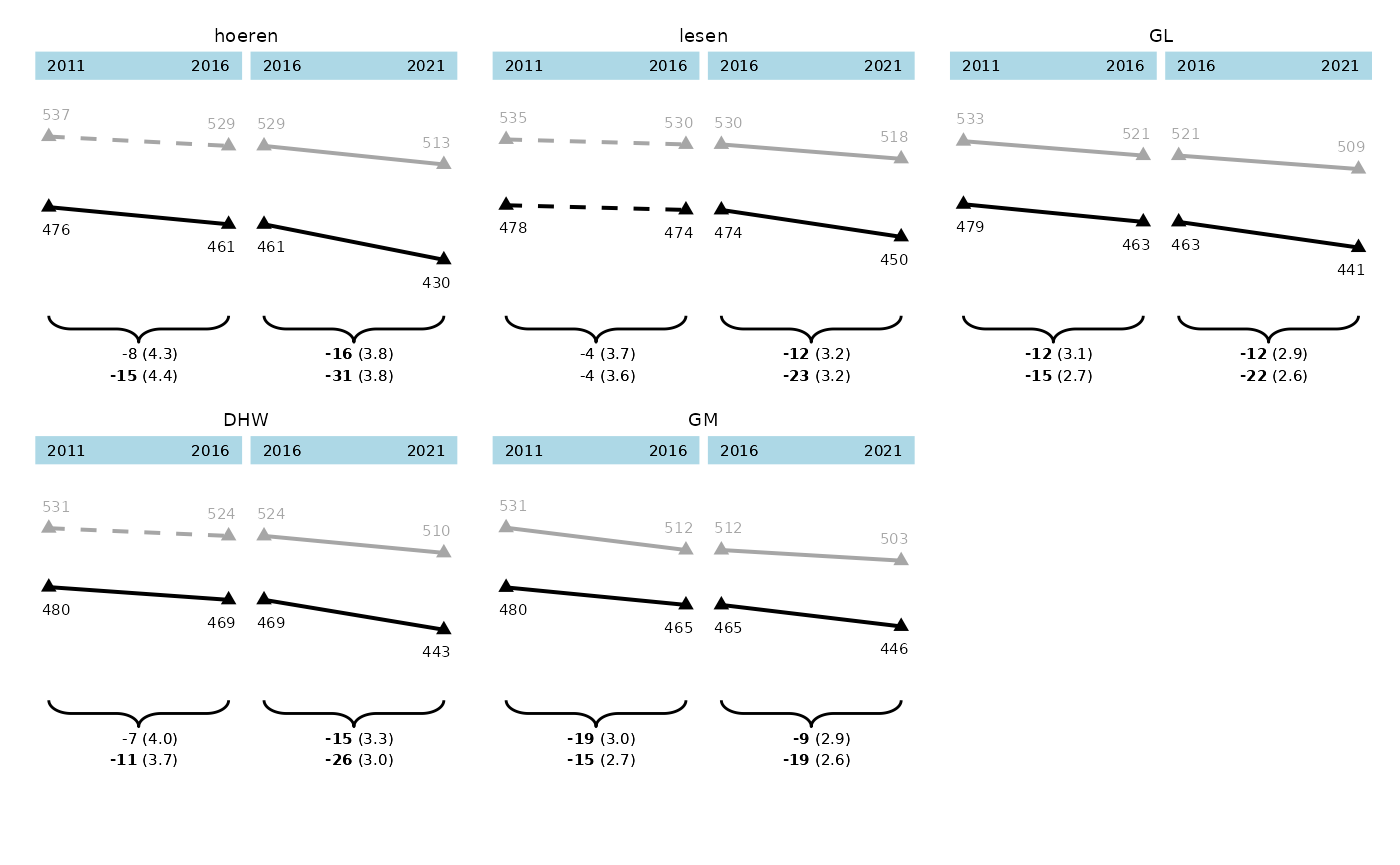 hoeren
2011 2016 2016 2021
537 529 529 513
476 461 461 430
-8 (4.3) -16 (3.8)
-15 (4.4) -31 (3.8)
lesen
2011 2016 2016 2021
535 530 530 518
478 474 474 450
-4 (3.7) -12 (3.2)
-4 (3.6) -23 (3.2)
GL
2011 2016 2016 2021
533 521 521 509
479 463 463 441
-12 (3.1) -12 (2.9)
-15 (2.7) -22 (2.6)
DHW
2011 2016 2016 2021
531 524 524 510
480 469 469 443
-7 (4.0) -15 (3.3)
-11 (3.7) -26 (3.0)
GM
2011 2016 2016 2021
531 512 512 503
480 465 465 446
-19 (3.0) -9 (2.9)
-15 (2.7) -19 (2.6)